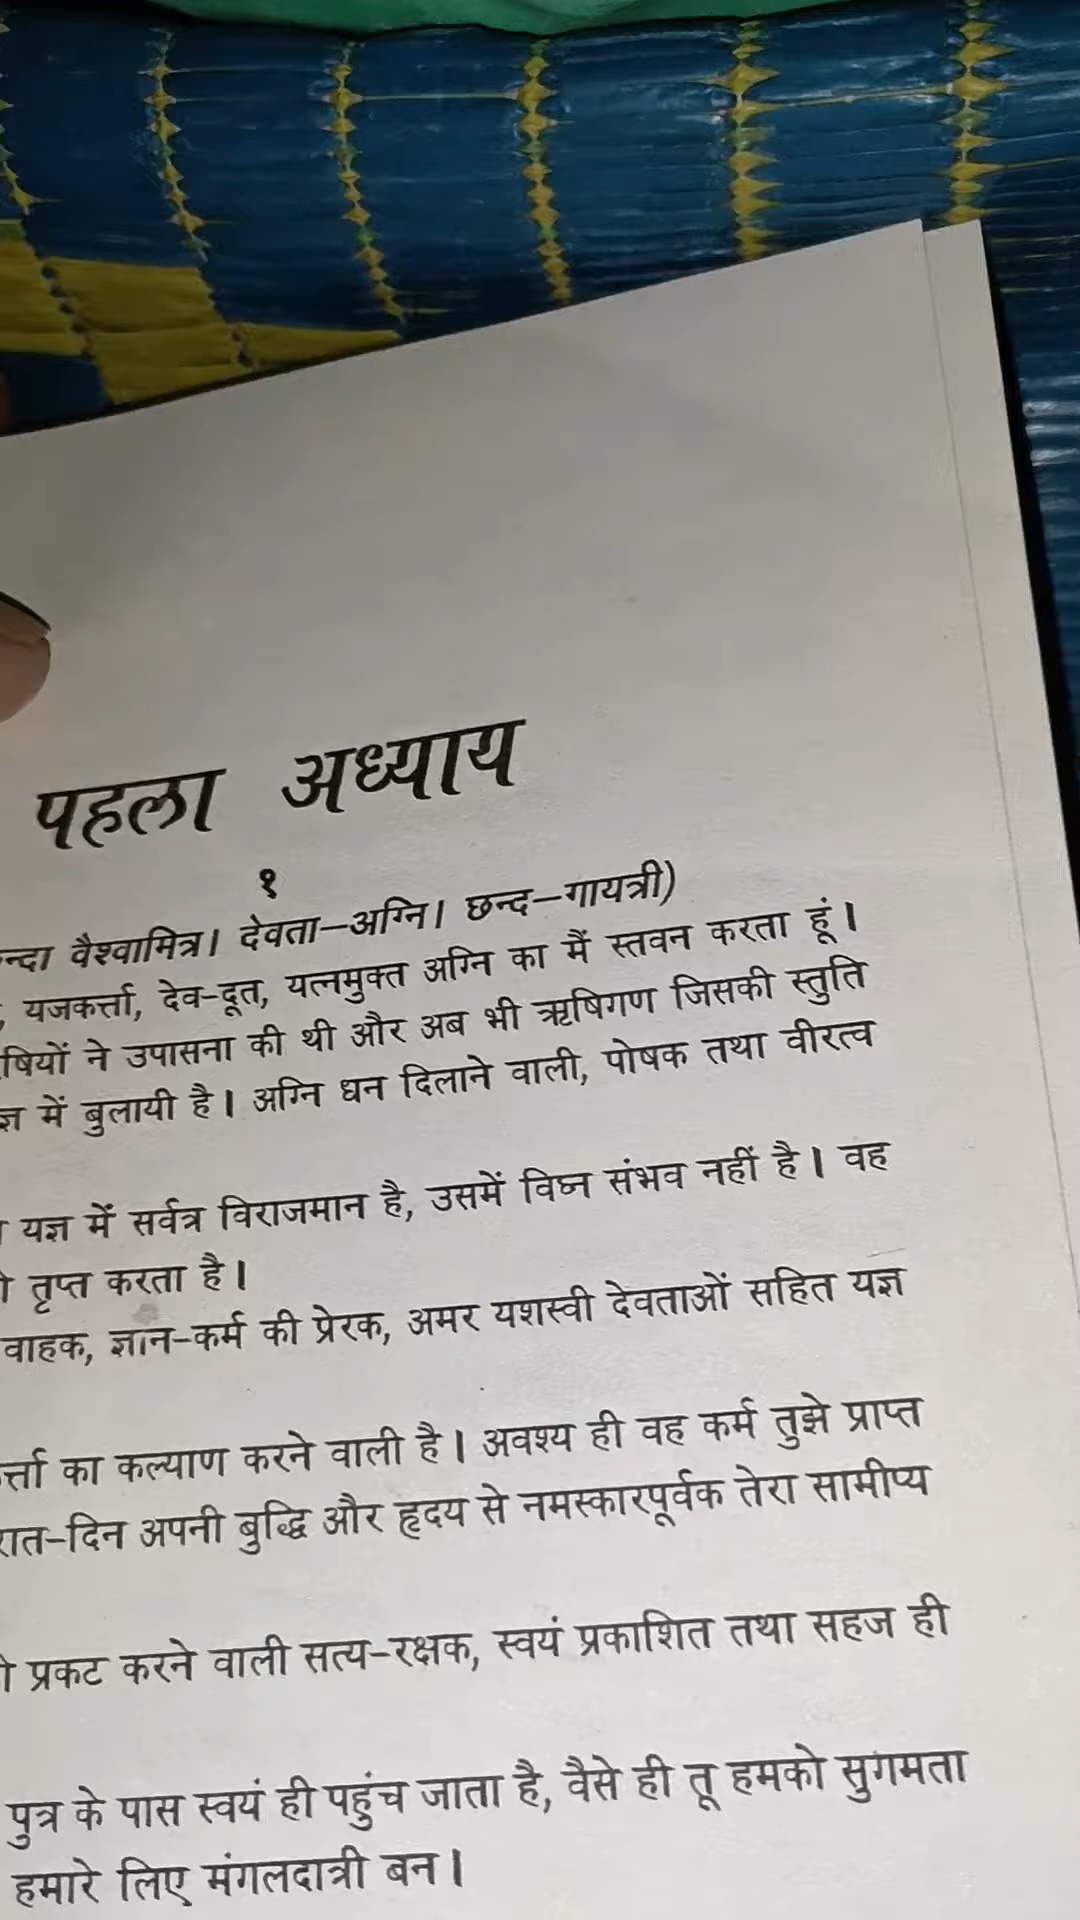 पहला अध्याय
१
वैश्वामित्र। देवता–अग्नि। छन्द–गायत्री)
यजकर्त्ता, देव-दूत, यत्नमुक्त अग्नि का मैं स्तवन करता हूं।
ने उपासना की थी और अब भी ऋषिगण जिसकी स्तुति
में बुलायी है। अग्नि धन दिलाने वाली, पोषक तथा वीरत्व
यज्ञ में सर्वत्र विराजमान है, उसमें विघ्न संभव नहीं है। वह
तृप्त करता है।
वाहक, ज्ञान-कर्म की प्रेरक, अमर यशस्वी देवताओं सहित यज्ञ
का कल्याण करने वाली है। अवश्य ही वह कर्म तुझे प्राप्त
रात-दिन अपनी बुद्धि और हृदय से नमस्कारपूर्वक तेरा सामीप्य
प्रकट करने वाली सत्य-रक्षक, स्वयं प्रकाशित तथा सहज ही
पुत्र के पास स्वयं ही पहुंच जाता है, वैसे ही तू हमको सुगमता
हमारे लिए मंगलदात्री बन।